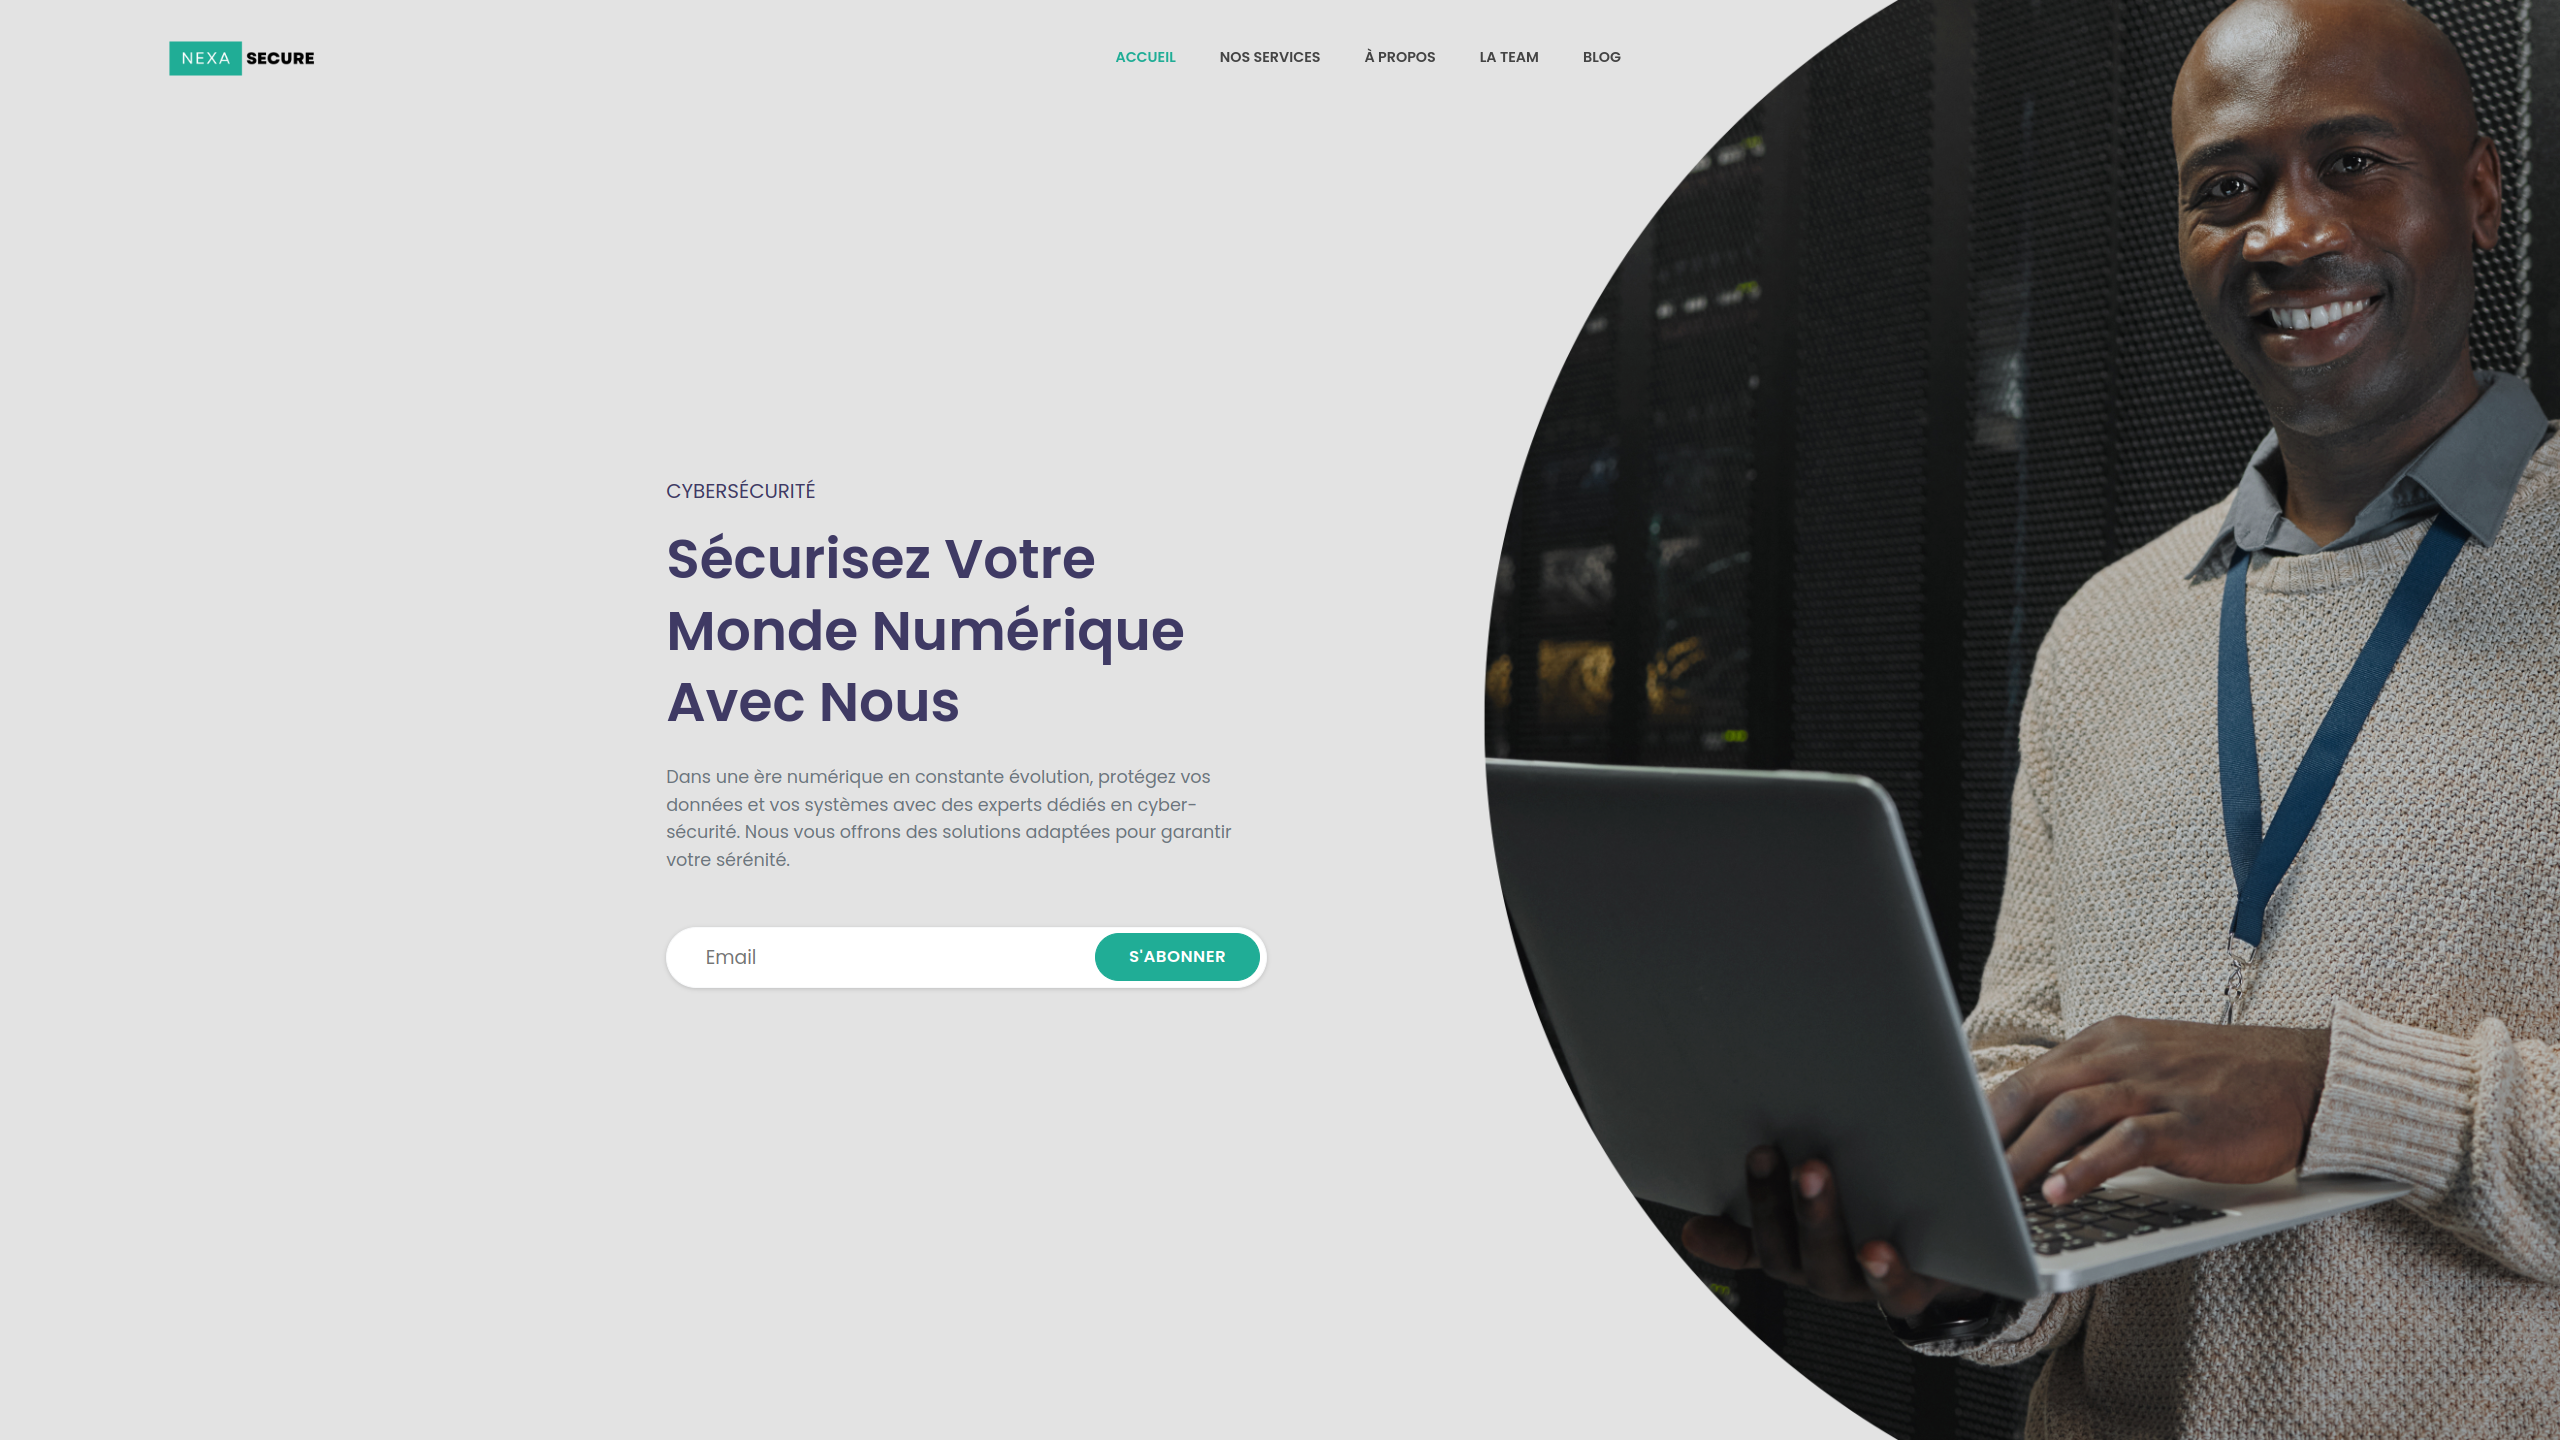 NEXA SECURE
ACCUEIL NOS SERVICES À PROPOS LA TEAM BLOG
CYBERSÉCURITÉ
Sécurisez Votre
Monde Numérique
Avec Nous
Dans une ère numérique en constante évolution, protégez vos
données et vos systèmes avec des experts dédiés en cyber-
sécurité. Nous vous offrons des solutions adaptées pour garantir
votre sérénité.
Email S'ABONNER